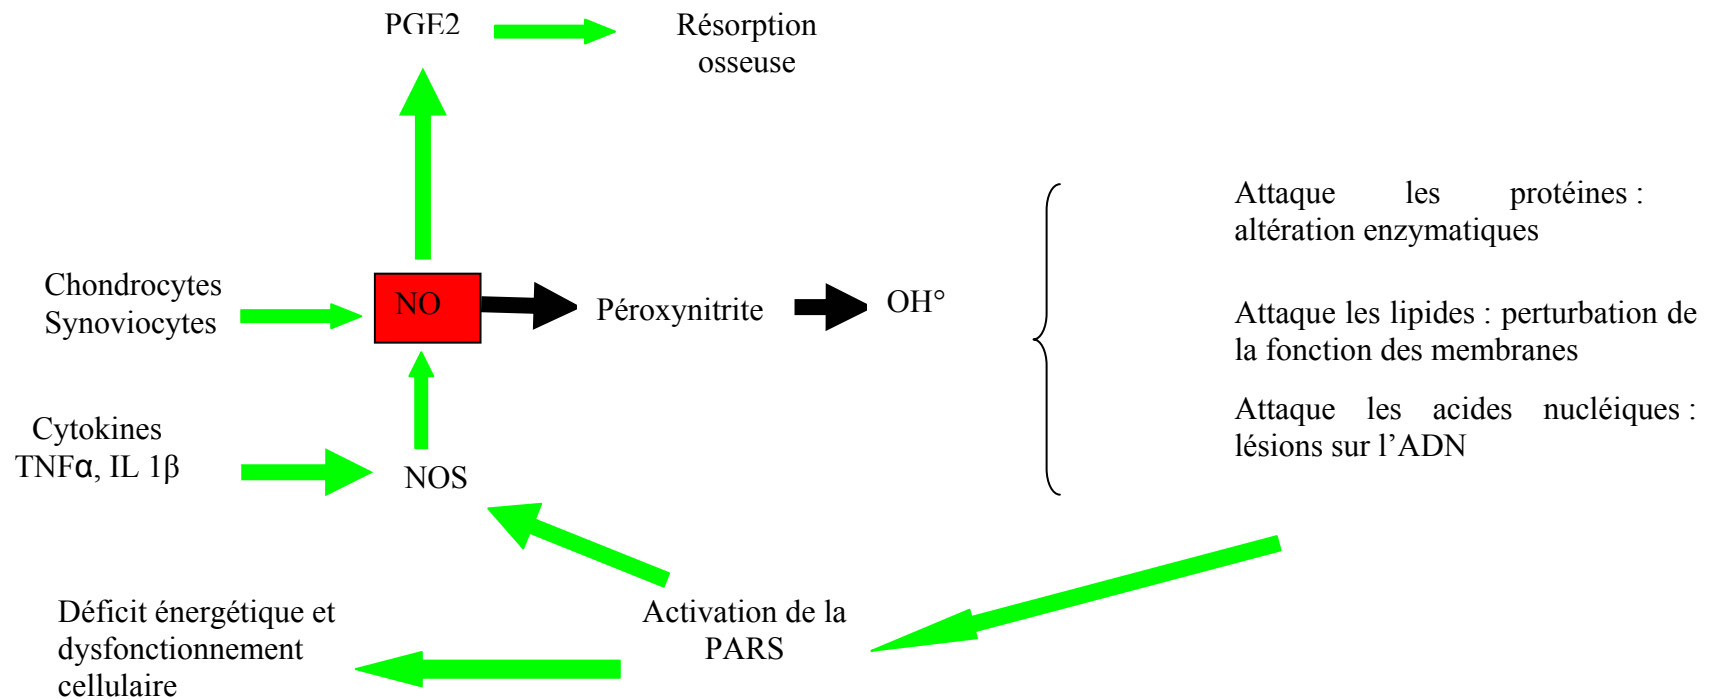 PGE2
Résorption
osseuse
Attaque les protéines :
altération enzymatiques
Chondrocytes
Synoviocytes
NO
Péroxynitrite
OH°
Attaque les lipides : perturbation de
la fonction des membranes
Attaque les acides nucléiques :
lésions sur l’ADN
Cytokines
TNFα, IL 1β
NOS
Déficit énergétique et
dysfonctionnement
cellulaire
Activation de la
PARS